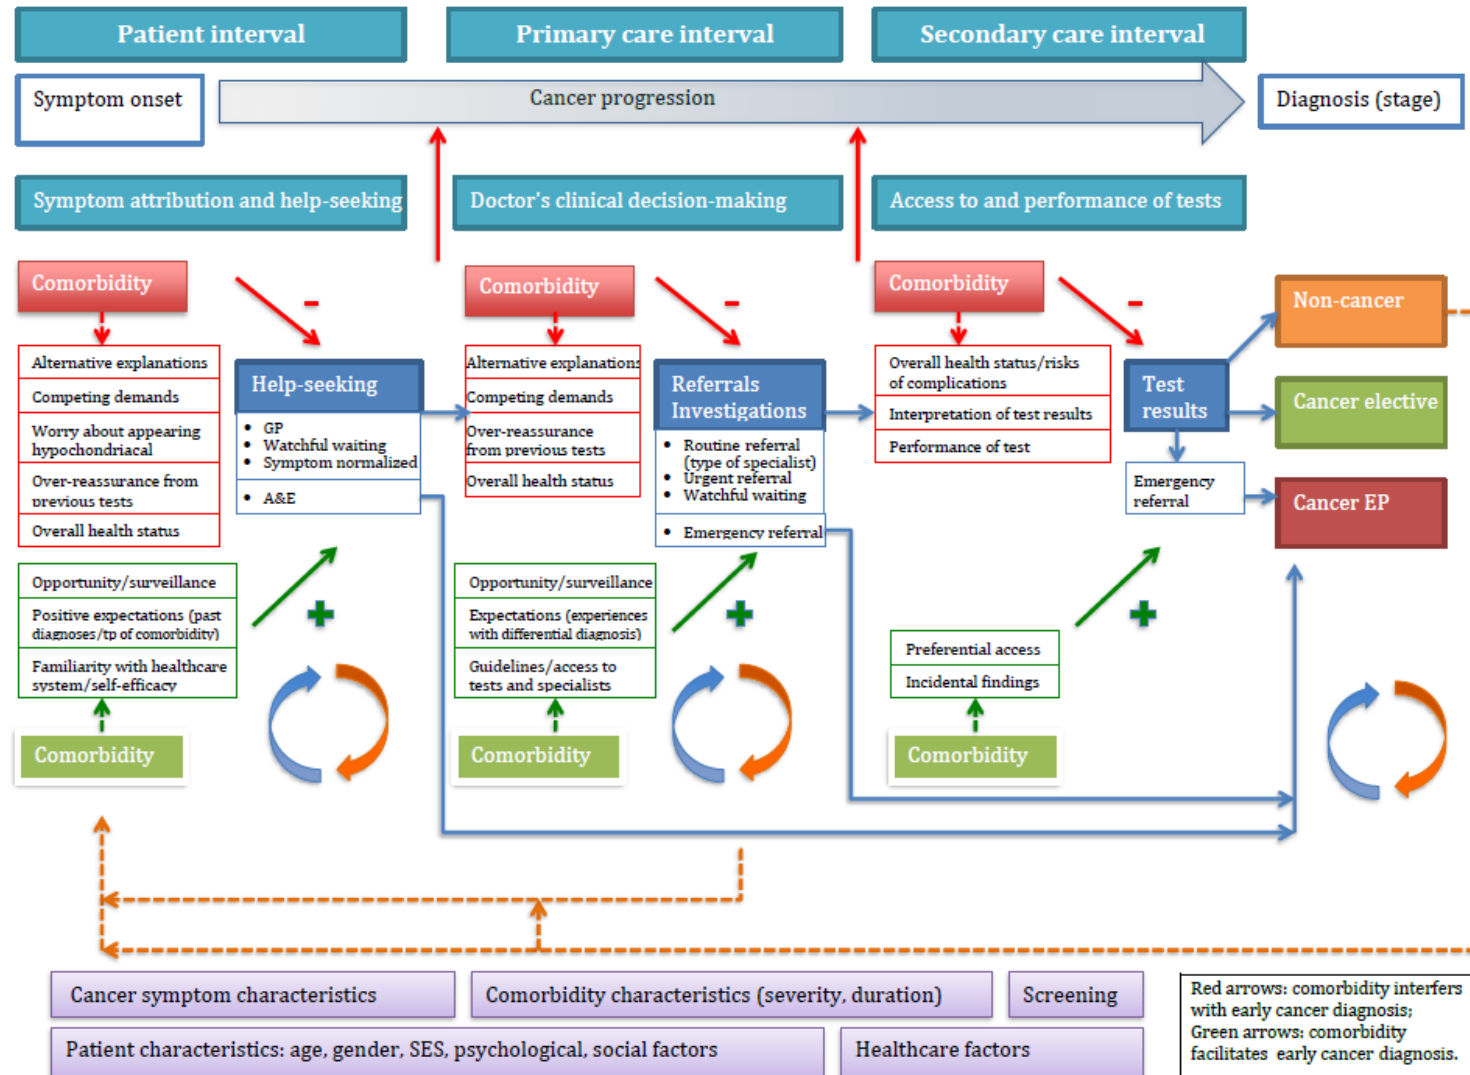 Patient interval
Primary care interval
Secondary care interval
Symptom onset
Cancer progression
Diagnosis (stage)
Symptom attribution and help-seeking
Doctor's clinical decision-making
Access to and performance of tests
Comorbidity
Alternative explanations
Competing demands
Worry about appearing
hypochondriacal
Over-reassurance from
previous tests
Overall health status
–
Help-seeking
• GP
• Watchful waiting
• Symptom normalized
• A&E
Opportunity/surveillance
Positive expectations (past
diagnoses/tp of comorbidity)
Familiarity with healthcare
system/self-efficacy
+
Comorbidity
Comorbidity
Alternative explanations
Competing demands
Over-reassurance
from previous tests
Overall health status
–
Referrals
Investigations
• Routine referral
(type of specialist)
• Urgent referral
• Watchful waiting
• Emergency referral
Opportunity/surveillance
Expectations (experiences
with differential diagnosis)
Guidelines/access to
tests and specialists
+
Comorbidity
Comorbidity
Overall health status/risks
of complications
Interpretation of test results
Performance of test
–
Test
results
Emergency
referral
Preferential access
Incidental findings
+
Comorbidity
Non-cancer
Cancer elective
Cancer EP
Cancer symptom characteristics
Comorbidity characteristics (severity, duration)
Screening
Patient characteristics: age, gender, SES, psychological, social factors
Healthcare factors
Red arrows: comorbidity interfers
with early cancer diagnosis;
Green arrows: comorbidity
facilitates early cancer diagnosis.